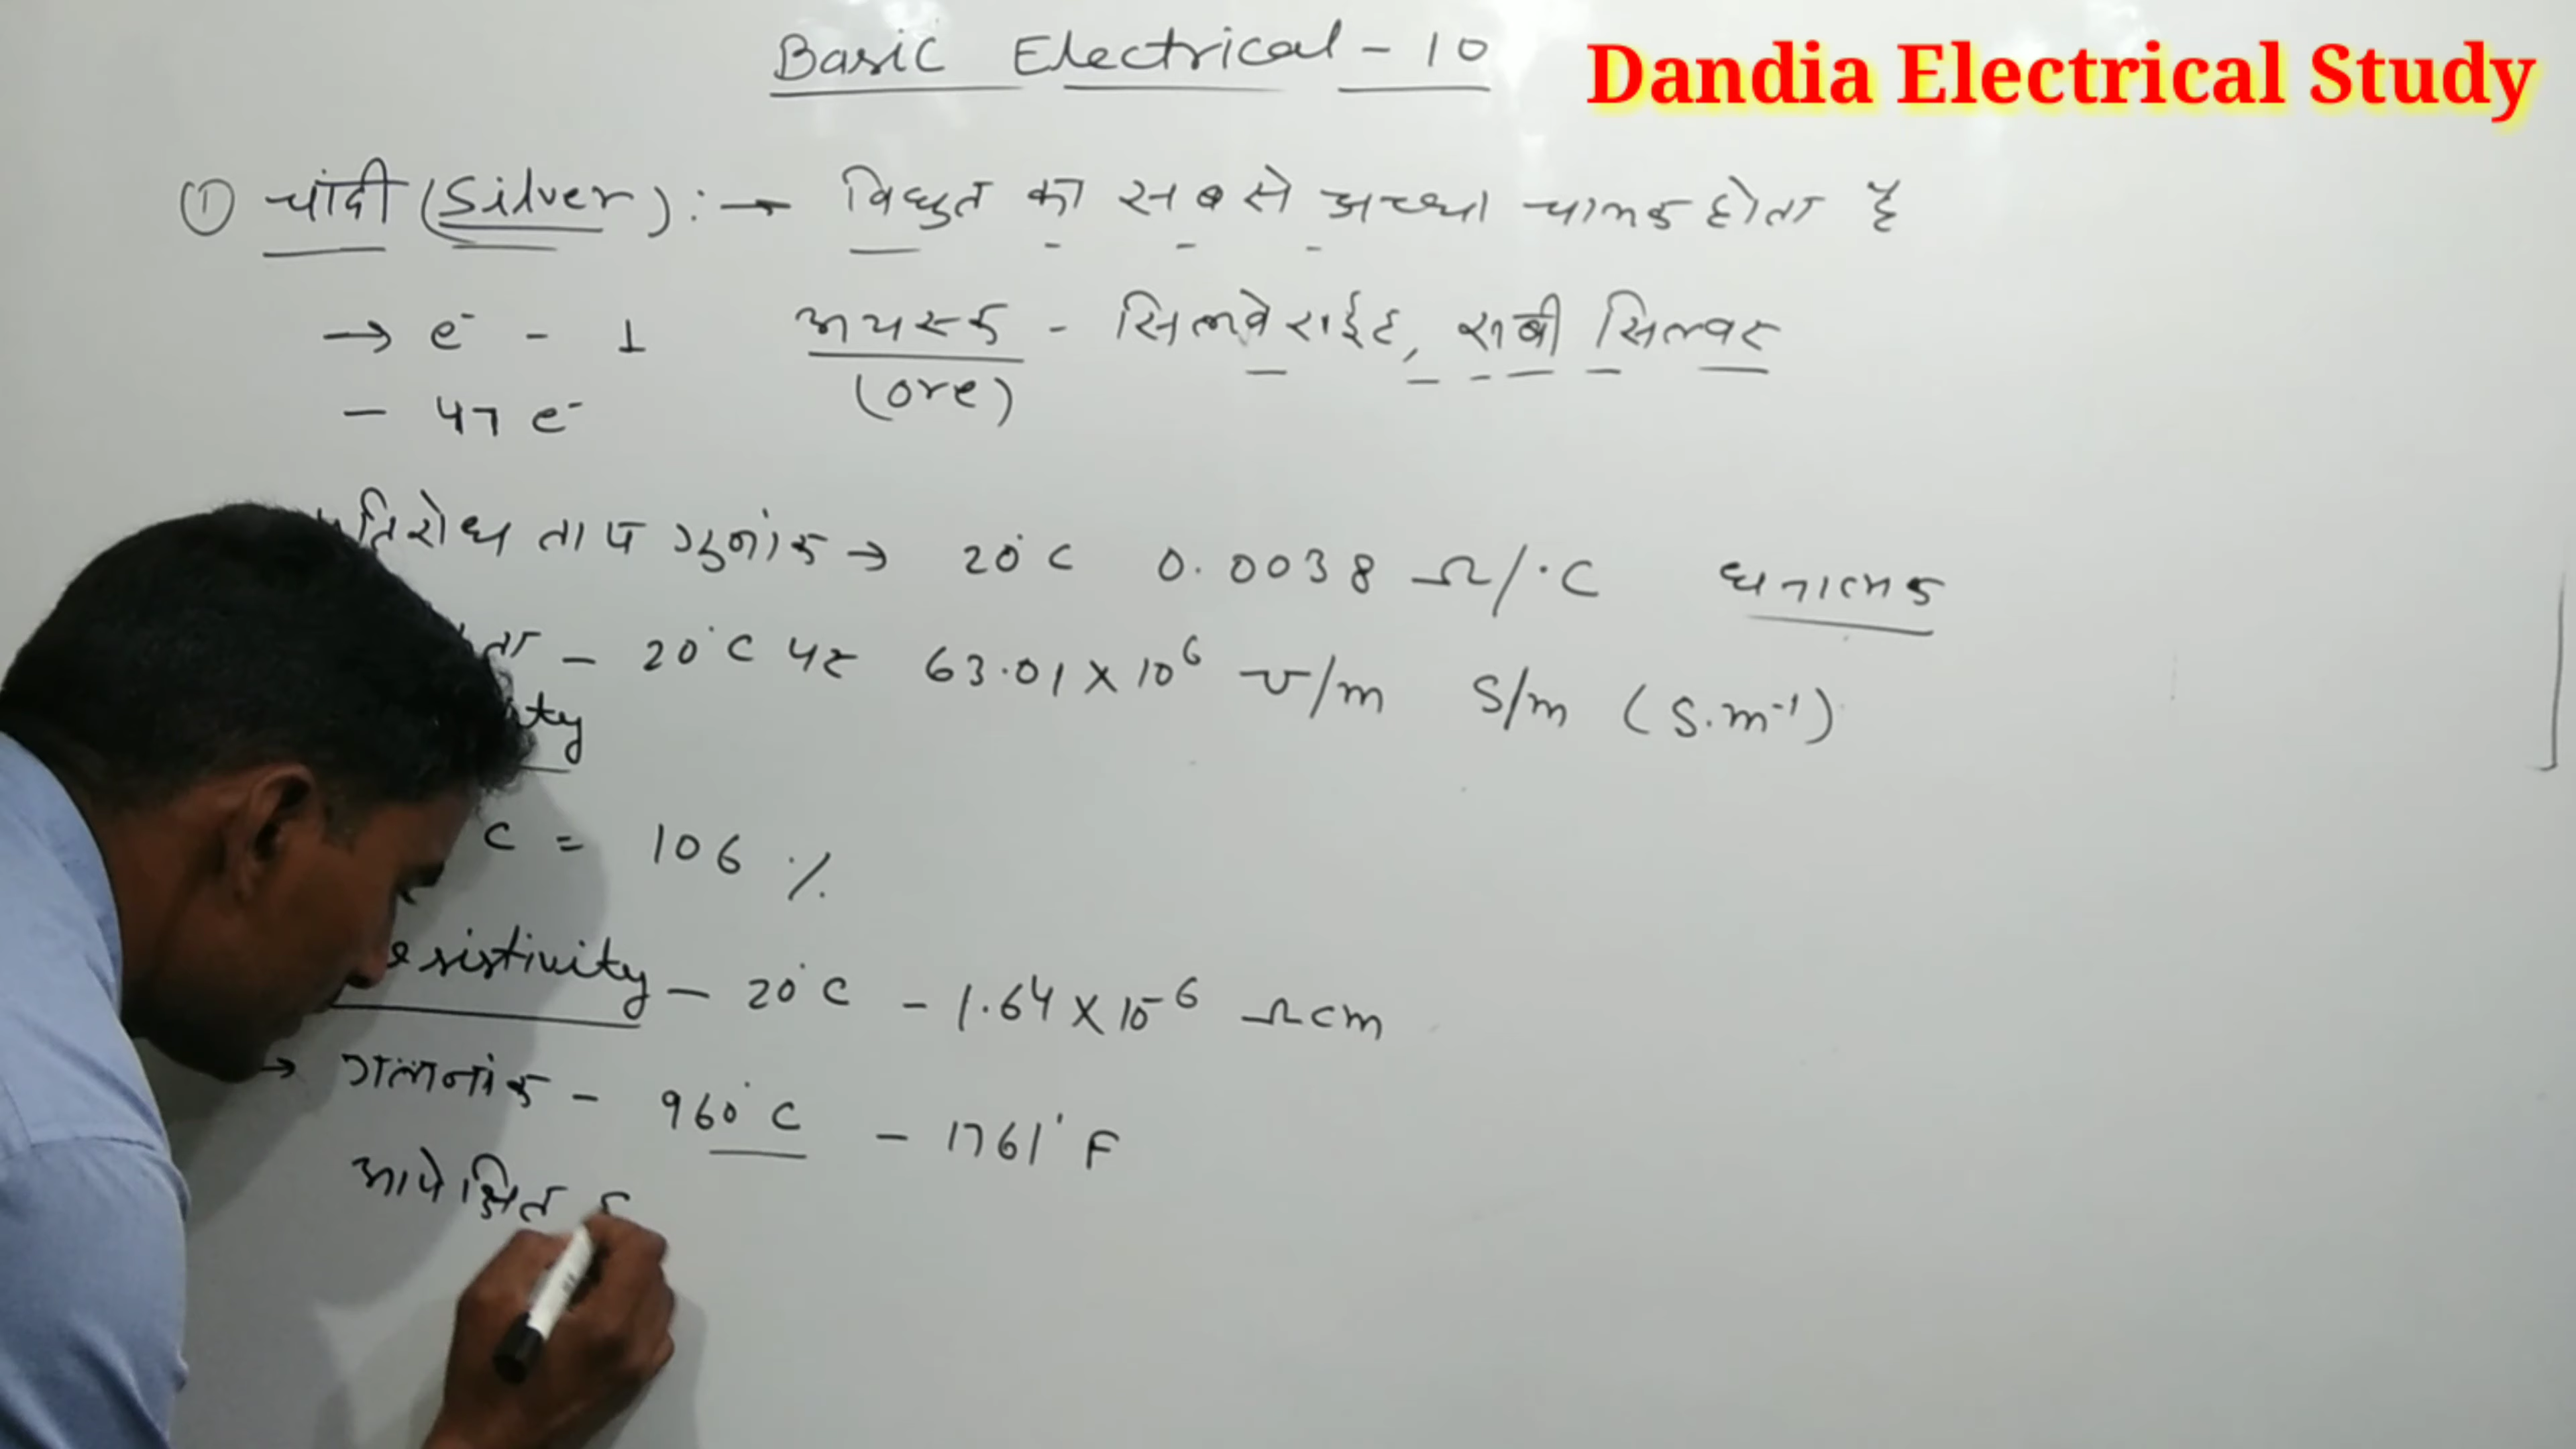 Basic Electrical - 10
Dandia Electrical Study
① चांदी (Silver) :→ विधुत का सबसे अच्छा चालक होता है
→ e⁻ - 1 अयस्क - सिलवेराईट, राबी सिल्वर
(ore)
- 47 e⁻
तिरोध ताप गुनांक → 20°C 0.0038 Ω/°C धनात्मक
ता - 20°C पर 63.01 × 10⁶ ℧/m S/m (S.m⁻¹)
ty
C = 106 %
esistivity - 20°C - 1.64 × 10⁻⁶ Ωcm
→ गलनांक - 960°C - 1761°F
आपेक्षित